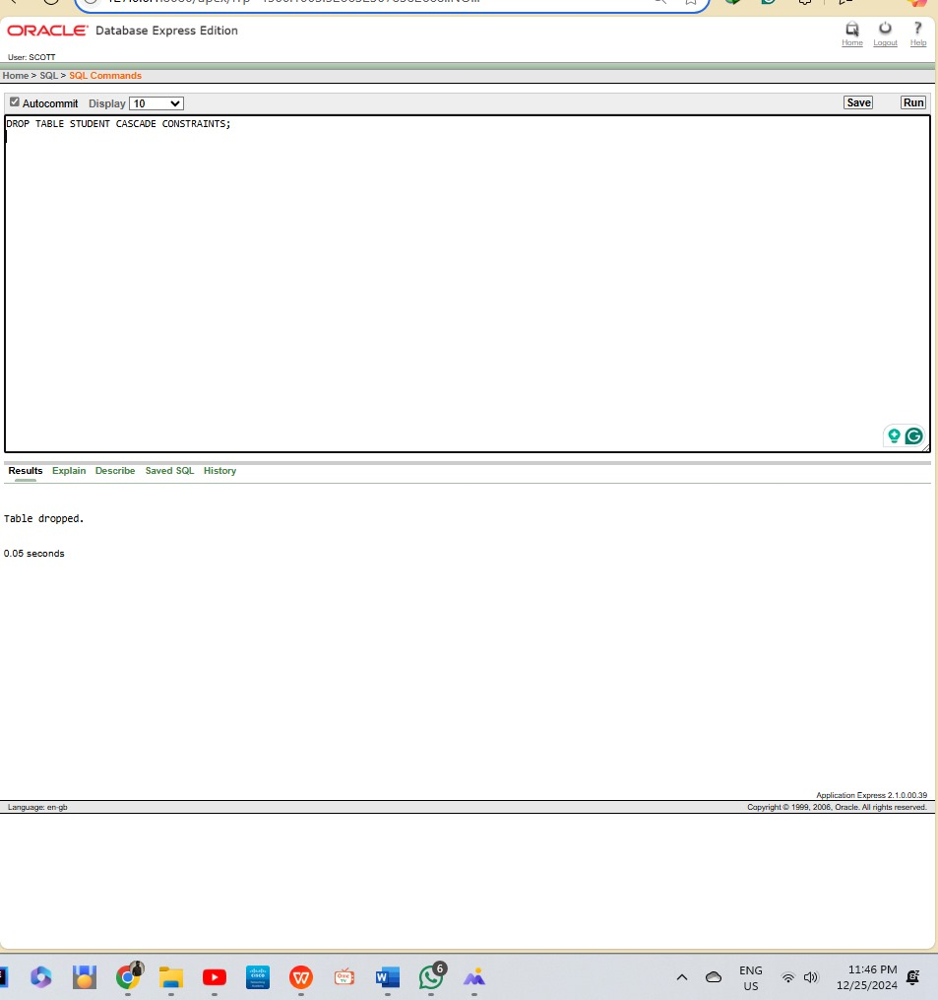 ORACLE Database Express Edition
Home Logout Help
User: SCOTT
Home > SQL > SQL Commands
Autocommit Display 10 Save Run
DROP TABLE STUDENT CASCADE CONSTRAINTS;
Results Explain Describe Saved SQL History
Table dropped.
0.05 seconds
Application Express 2.1.0.00.39
Language: en-gb Copyright © 1999, 2006, Oracle. All rights reserved.
6
ENG
US
11:46 PM
12/25/2024